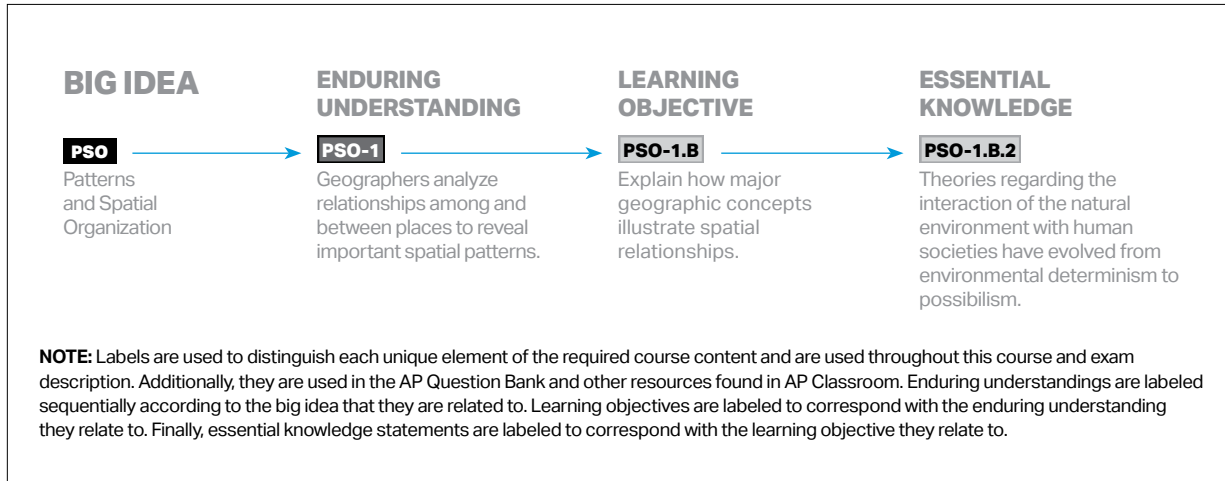 BIG IDEA
PSO
Patterns
and Spatial
Organization
ENDURING
UNDERSTANDING
PSO-1
Geographers analyze
relationships among and
between places to reveal
important spatial patterns.
LEARNING
OBJECTIVE
PSO-1.B
Explain how major
geographic concepts
illustrate spatial
relationships.
ESSENTIAL
KNOWLEDGE
PSO-1.B.2
Theories regarding the
interaction of the natural
environment with human
societies have evolved from
environmental determinism to
possibilism.
NOTE: Labels are used to distinguish each unique element of the required course content and are used throughout this course and exam
description. Additionally, they are used in the AP Question Bank and other resources found in AP Classroom. Enduring understandings are labeled
sequentially according to the big idea that they are related to. Learning objectives are labeled to correspond with the enduring understanding
they relate to. Finally, essential knowledge statements are labeled to correspond with the learning objective they relate to.